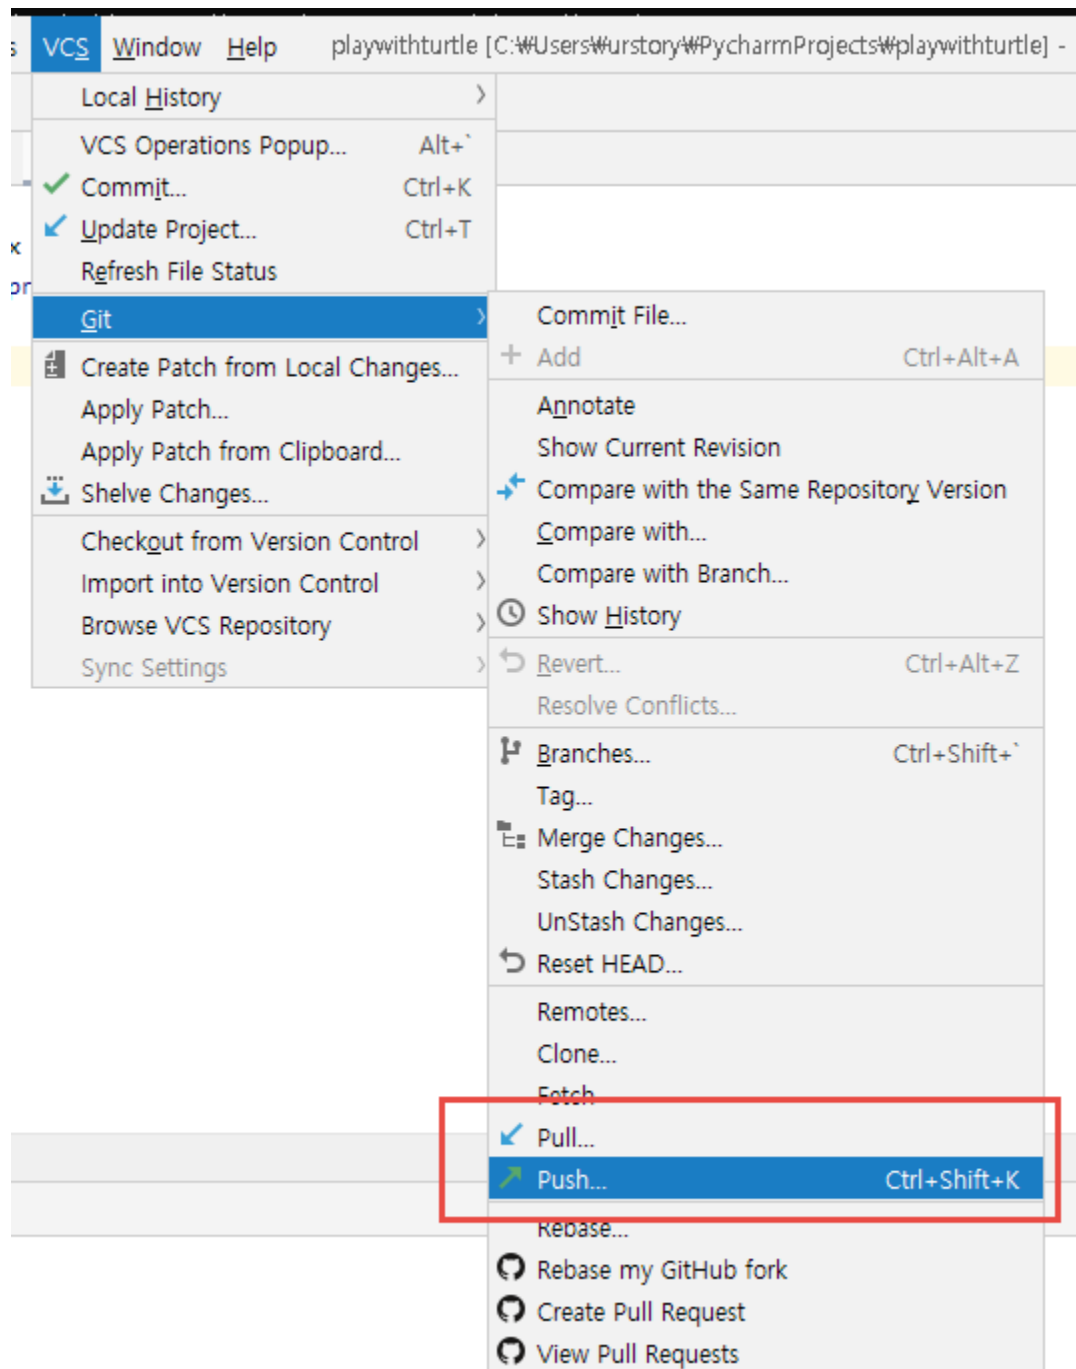 s VCS Window Help playwithturtle [C:₩Users₩urstory₩PycharmProjects₩playwithturtle] -
Local History
VCS Operations Popup... Alt+`
Commit... Ctrl+K
Update Project... Ctrl+T
x
Refresh File Status
or
Git
Create Patch from Local Changes...
Apply Patch...
Apply Patch from Clipboard...
Shelve Changes...
Checkout from Version Control
Import into Version Control
Browse VCS Repository
Sync Settings
Commit File...
Add Ctrl+Alt+A
Annotate
Show Current Revision
Compare with the Same Repository Version
Compare with...
Compare with Branch...
Show History
Revert... Ctrl+Alt+Z
Resolve Conflicts...
Branches... Ctrl+Shift+`
Tag...
Merge Changes...
Stash Changes...
UnStash Changes...
Reset HEAD...
Remotes...
Clone...
Fetch
Pull...
Push... Ctrl+Shift+K
Rebase...
Rebase my GitHub fork
Create Pull Request
View Pull Requests